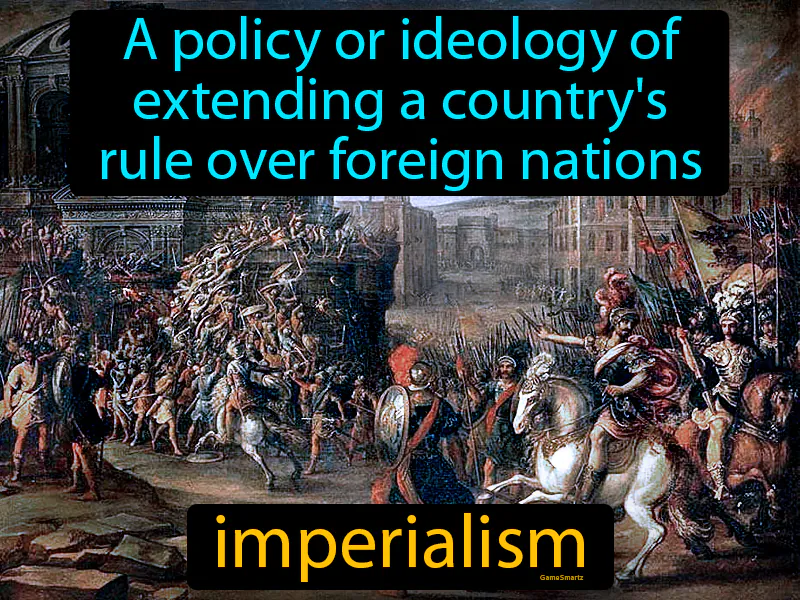 A policy or ideology of
extending a country's
rule over foreign nations
imperialism
GameSmartz